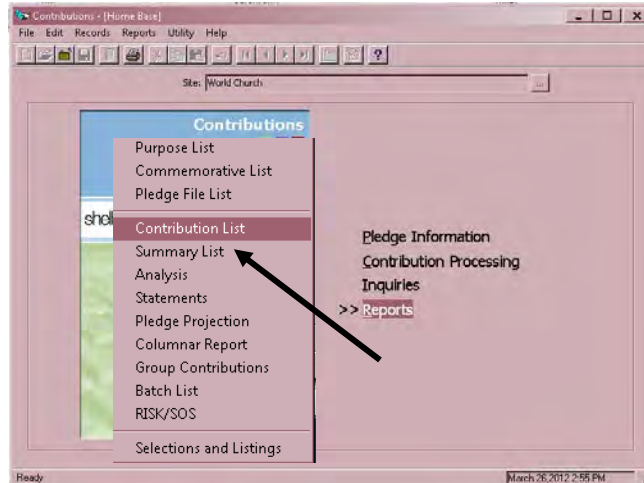 Contributions - [Home Base]
File Edit Records Reports Utility Help
Site: World Church
Contributions
Purpose List
Commemorative List
Pledge File List
shel
Contribution List
Summary List
Analysis
Statements
Pledge Projection
Columnar Report
Group Contributions
Batch List
RISK/SOS
Selections and Listings
Pledge Information
Contribution Processing
Inquiries
>> Reports
Ready
March 26, 2012 2:55 PM